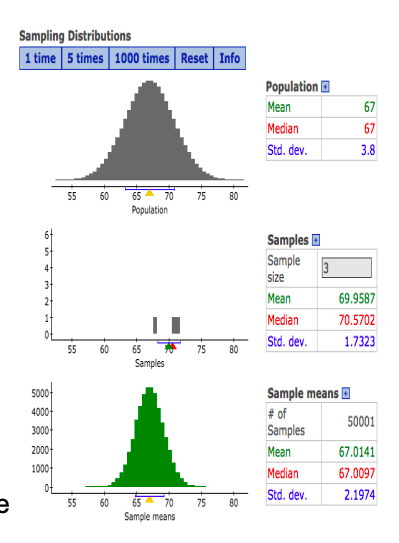 Sampling Distributions
1 time 5 times 1000 times Reset Info
Population
Mean 67
Median 67
Std. dev. 3.8
55 60 65 70 75 80
Population
Samples
Sample size 3
Mean 69.9587
Median 70.5702
Std. dev. 1.7323
6
5
4
3
2
1
0
55 60 65 70 75 80
Samples
Sample means
# of Samples 50001
Mean 67.0141
Median 67.0097
Std. dev. 2.1974
5000
4000
3000
2000
1000
0
55 60 65 70 75 80
Sample means
e